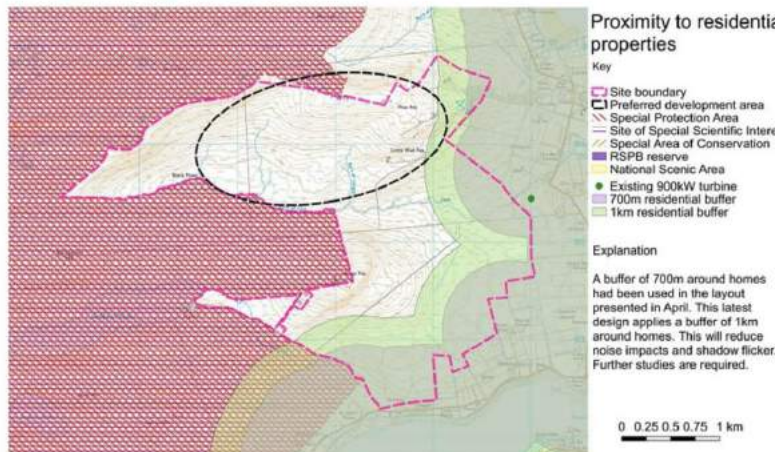 Proximity to residentia
properties
Key
Site boundary
Preferred development area
Special Protection Area
Site of Special Scientific Intere
Special Area of Conservation
RSPB reserve
National Scenic Area
Existing 900kW turbine
700m residential buffer
1km residential buffer
Explanation
A buffer of 700m around homes
had been used in the layout
presented in April. This latest
design applies a buffer of 1km
around homes. This will reduce
noise impacts and shadow flicker.
Further studies are required.
0 0.25 0.5 0.75 1 km